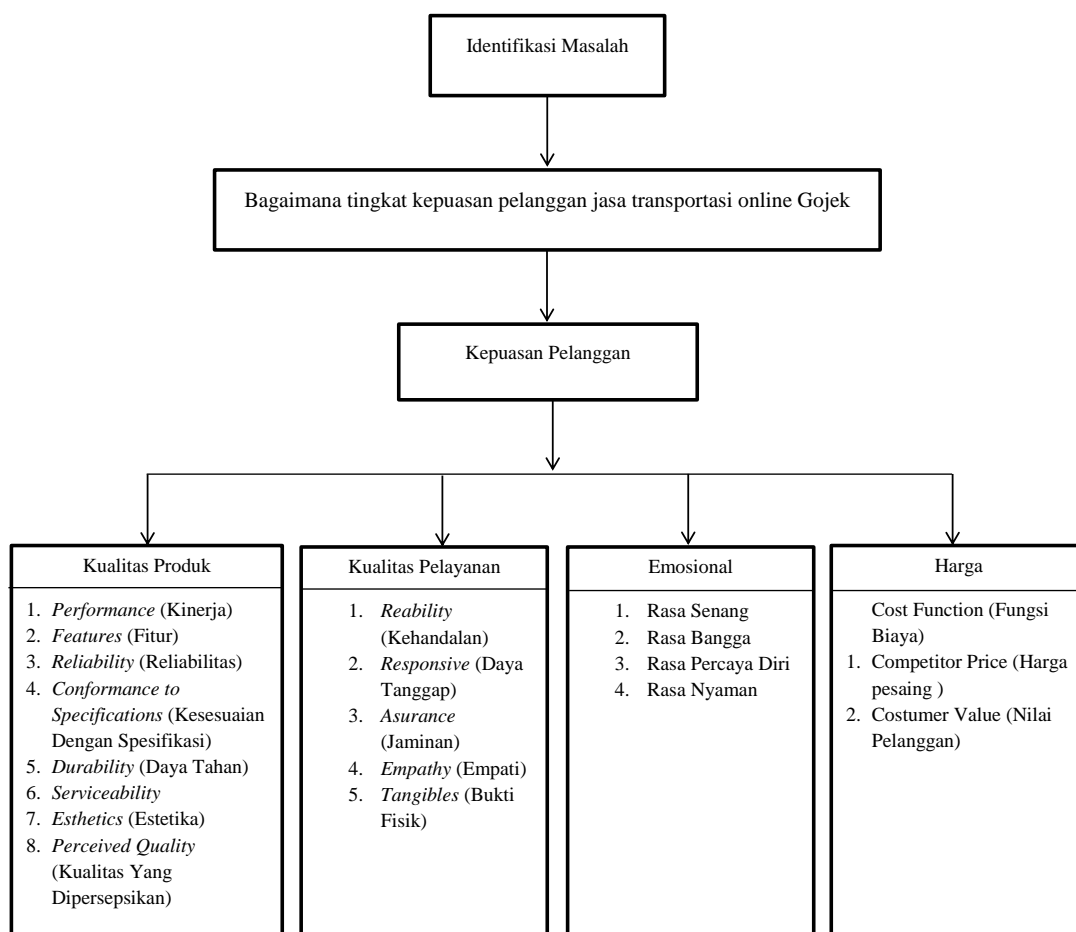 Identifikasi Masalah
Bagaimana tingkat kepuasan pelanggan jasa transportasi online Gojek
Kepuasan Pelanggan
Kualitas Produk
1. Performance (Kinerja)
2. Features (Fitur)
3. Reliability (Reliabilitas)
4. Conformance to
Specifications (Kesesuaian
Dengan Spesifikasi)
5. Durability (Daya Tahan)
6. Serviceability
7. Esthetics (Estetika)
8. Perceived Quality
(Kualitas Yang
Dipersepsikan)
Kualitas Pelayanan
1. Reability
(Kehandalan)
2. Responsive (Daya
Tanggap)
3. Asurance
(Jaminan)
4. Empathy (Empati)
5. Tangibles (Bukti
Fisik)
Emosional
1. Rasa Senang
2. Rasa Bangga
3. Rasa Percaya Diri
4. Rasa Nyaman
Harga
Cost Function (Fungsi
Biaya)
1. Competitor Price (Harga
pesaing )
2. Costumer Value (Nilai
Pelanggan)